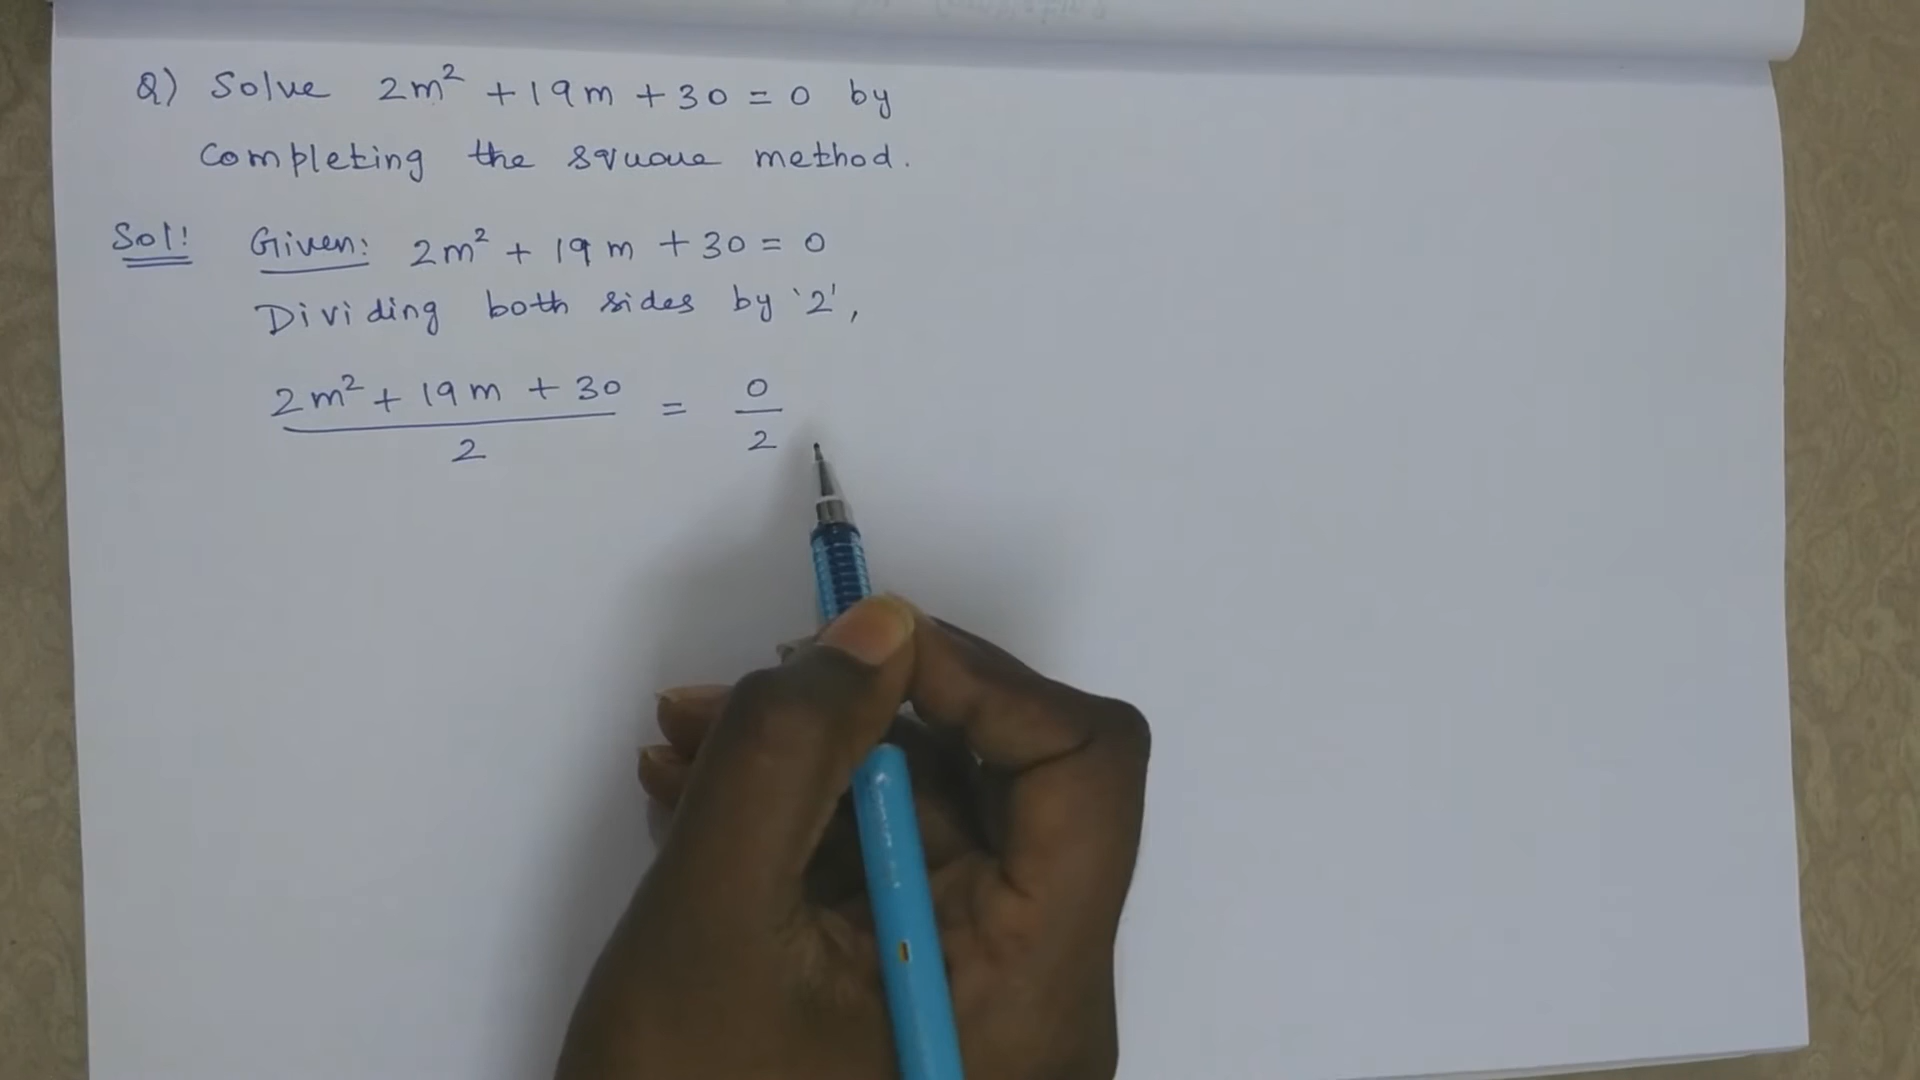 Q) Solve 2m² + 19m + 30 = 0 by
completing the square method.
Sol! Given: 2m² + 19m + 30 = 0
Dividing both sides by '2',
2m² + 19m + 30 / 2 = 0 / 2